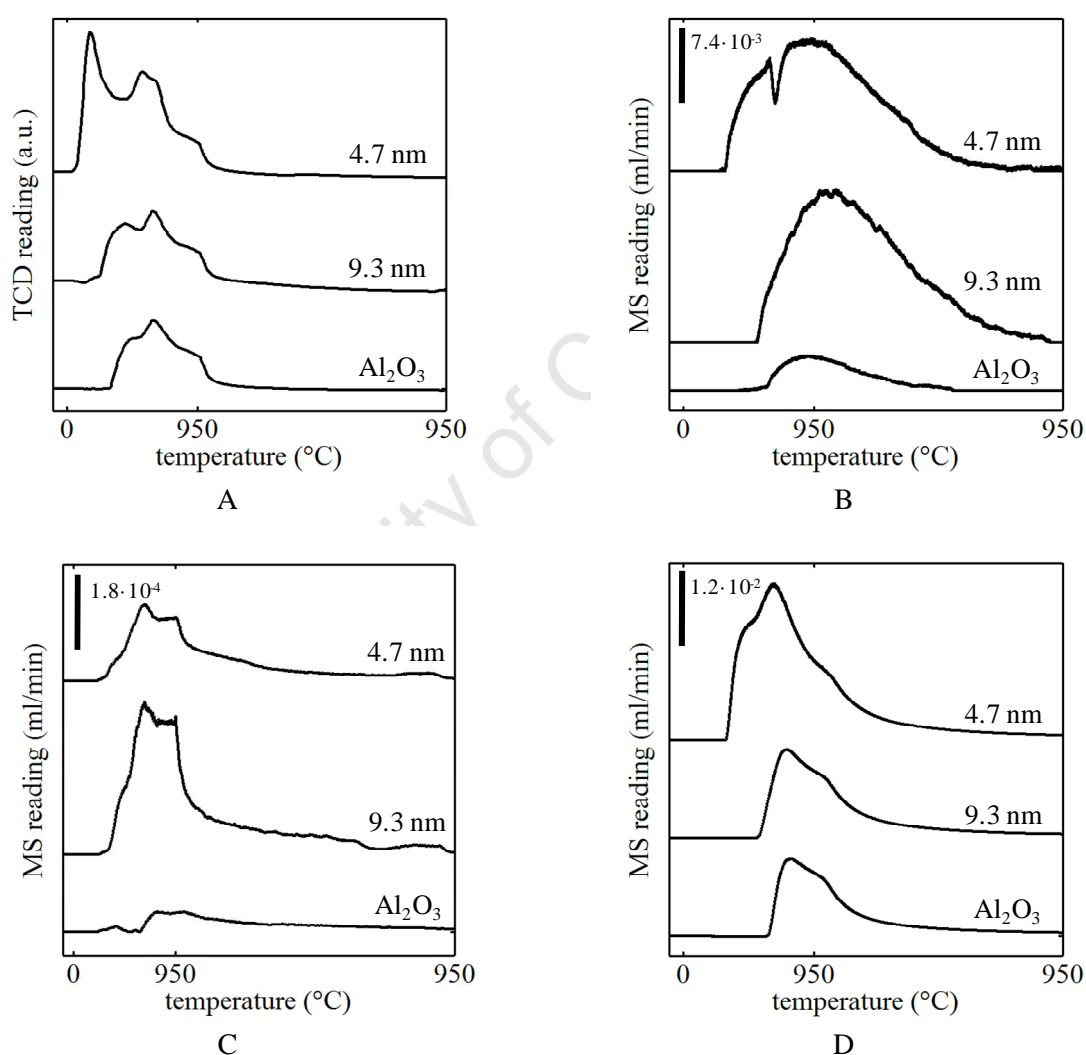 TCD reading (a.u.)
4.7 nm
9.3 nm
Al₂O₃
0 950 950
temperature (°C)
A
7.4·10⁻³
MS reading (ml/min)
4.7 nm
9.3 nm
Al₂O₃
0 950 950
temperature (°C)
B
ity of C
1.8·10⁻⁴
MS reading (ml/min)
4.7 nm
9.3 nm
Al₂O₃
0 950 950
temperature (°C)
C
1.2·10⁻²
MS reading (ml/min)
4.7 nm
9.3 nm
Al₂O₃
0 950 950
temperature (°C)
D